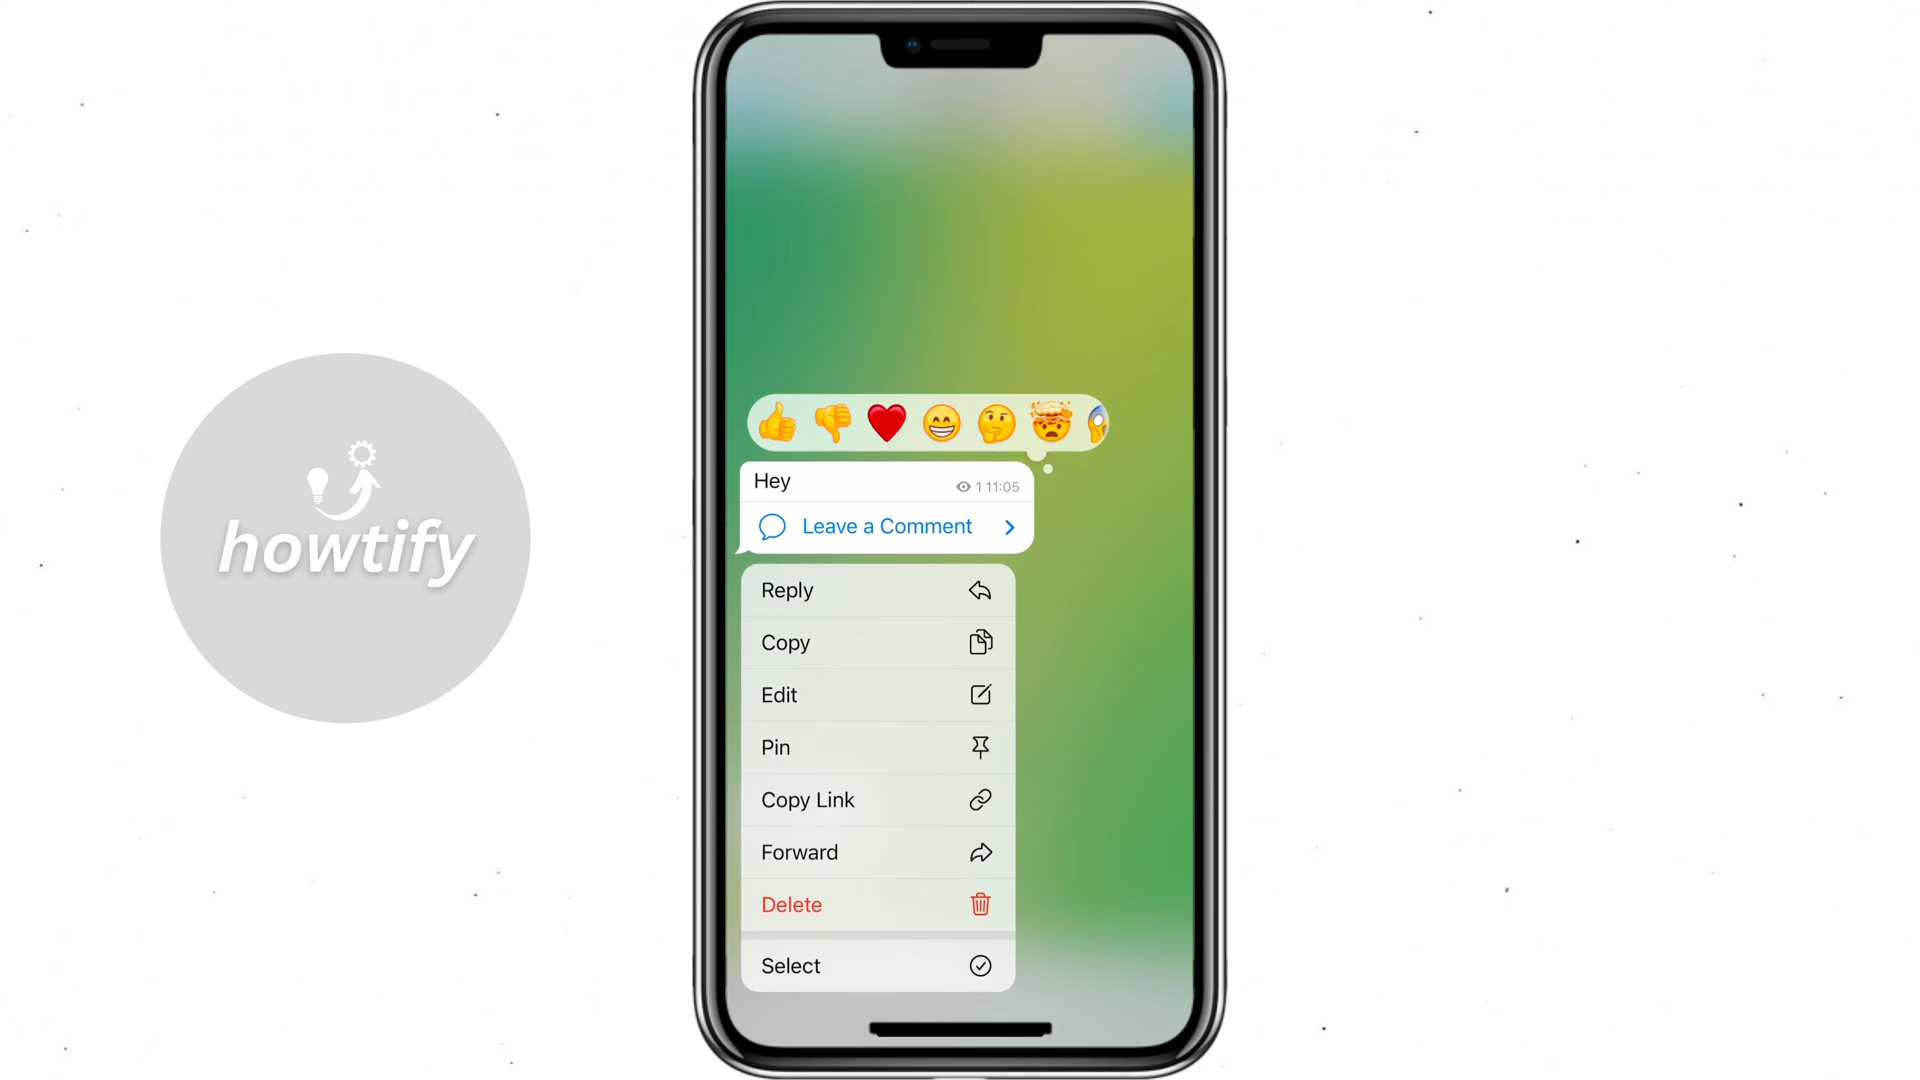 howtify
Hey
1 11:05
Leave a Comment
Reply
Copy
Edit
Pin
Copy Link
Forward
Delete
Select